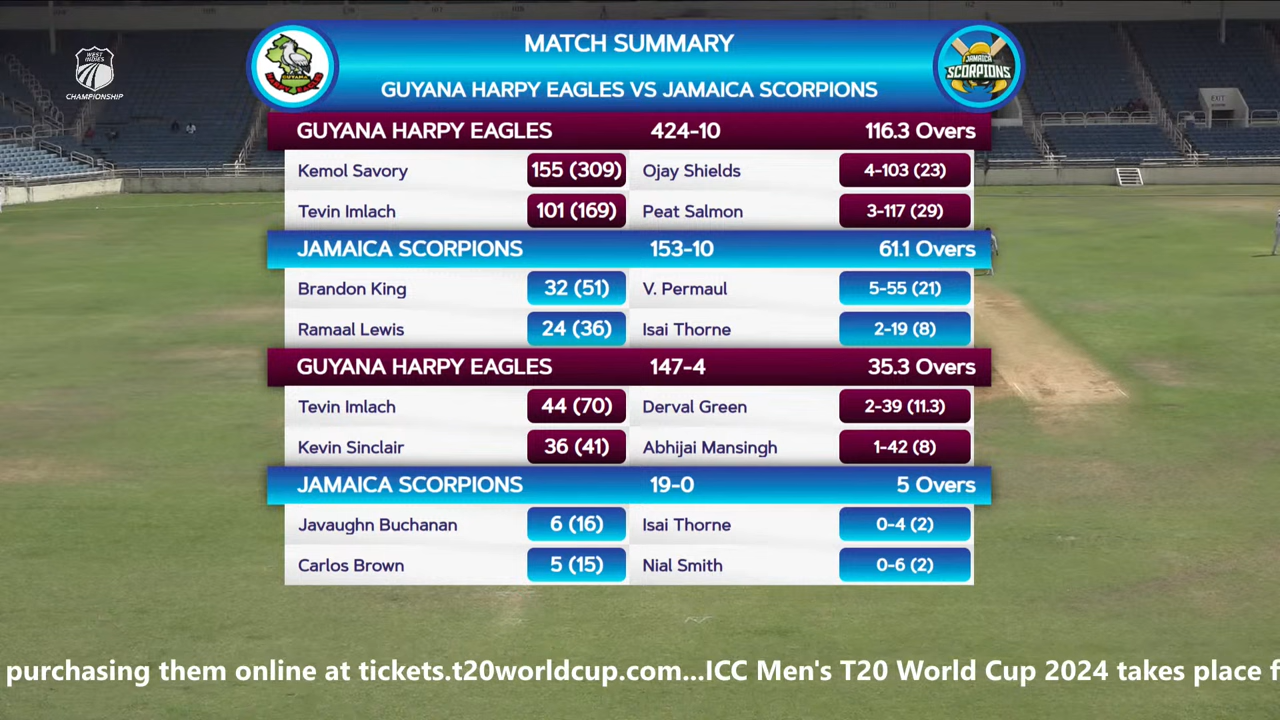 WEST INDIES
CHAMPIONSHIP
MATCH SUMMARY
GUYANA HARPY EAGLES VS JAMAICA SCORPIONS
GUYANA
JAMAICA
SCORPIONS
EXIT
GUYANA HARPY EAGLES 424-10 116.3 Overs
Kemol Savory 155 (309) Ojay Shields 4-103 (23)
Tevin Imlach 101 (169) Peat Salmon 3-117 (29)
JAMAICA SCORPIONS 153-10 61.1 Overs
Brandon King 32 (51) V. Permaul 5-55 (21)
Ramaal Lewis 24 (36) Isai Thorne 2-19 (8)
GUYANA HARPY EAGLES 147-4 35.3 Overs
Tevin Imlach 44 (70) Derval Green 2-39 (11.3)
Kevin Sinclair 36 (41) Abhijai Mansingh 1-42 (8)
JAMAICA SCORPIONS 19-0 5 Overs
Javaughn Buchanan 6 (16) Isai Thorne 0-4 (2)
Carlos Brown 5 (15) Nial Smith 0-6 (2)
purchasing them online at tickets.t20worldcup.com...ICC Men's T20 World Cup 2024 takes place f